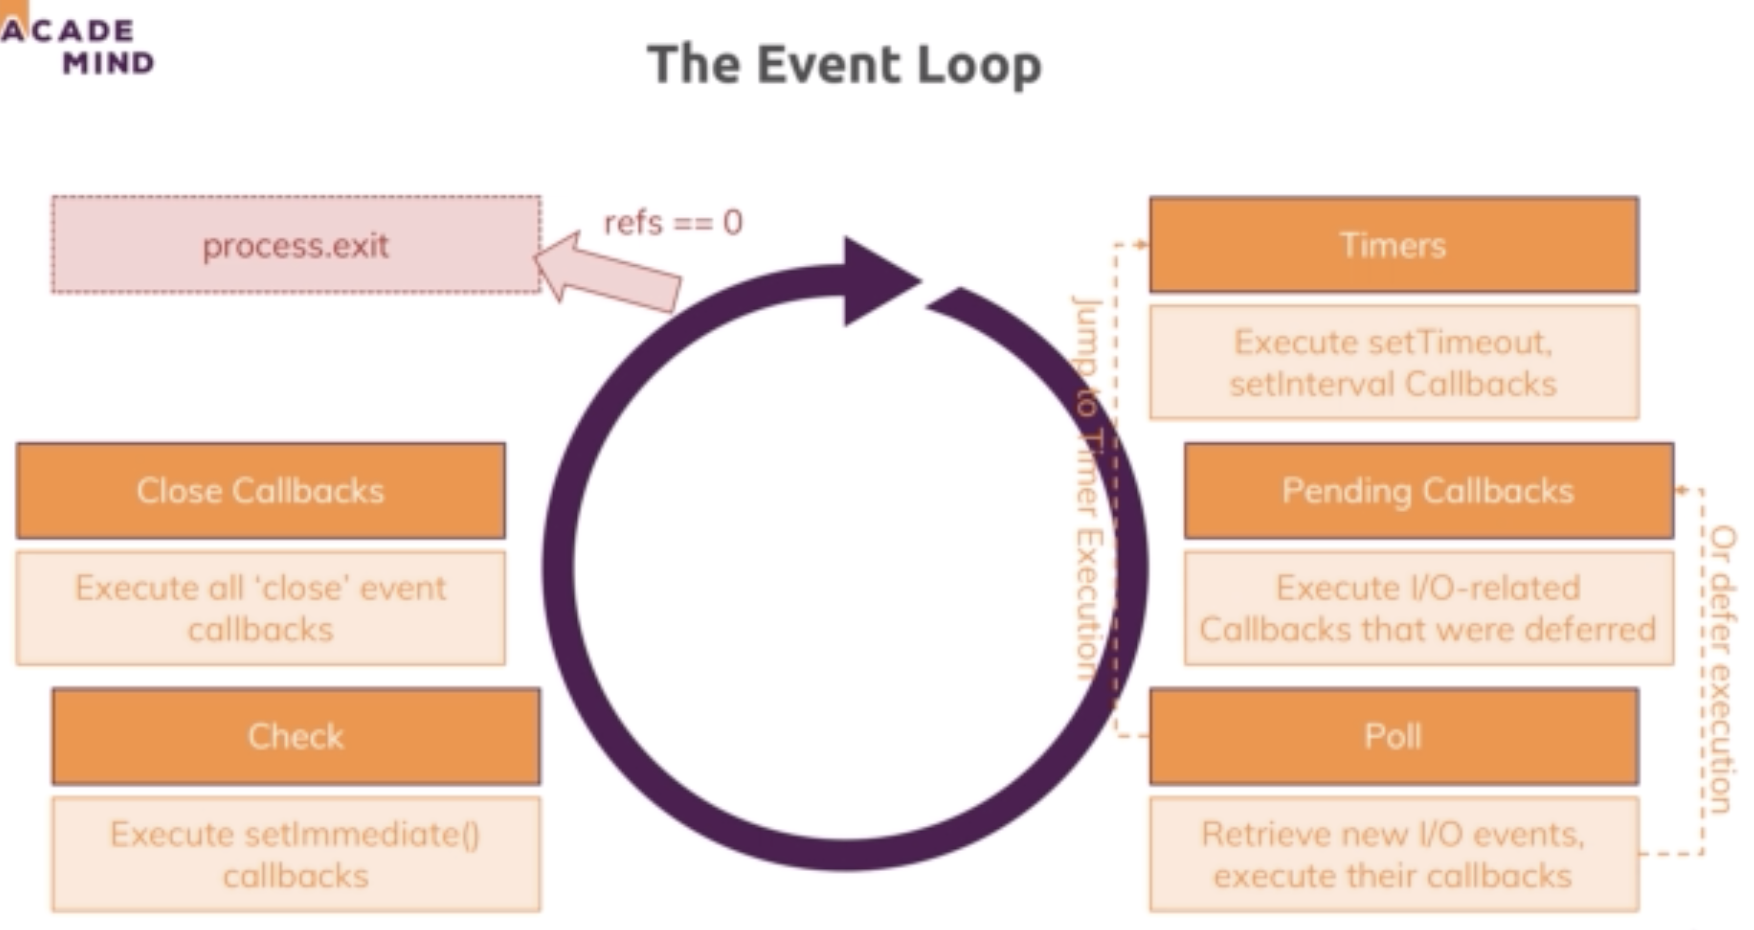 ACADE
MIND
The Event Loop
process.exit
refs == 0
Timers
Execute setTimeout,
setInterval Callbacks
Jump to Timer Execution
Close Callbacks
Execute all ‘close’ event
callbacks
Pending Callbacks
Execute I/O-related
Callbacks that were deferred
Or defer execution
Check
Execute setImmediate()
callbacks
Poll
Retrieve new I/O events,
execute their callbacks